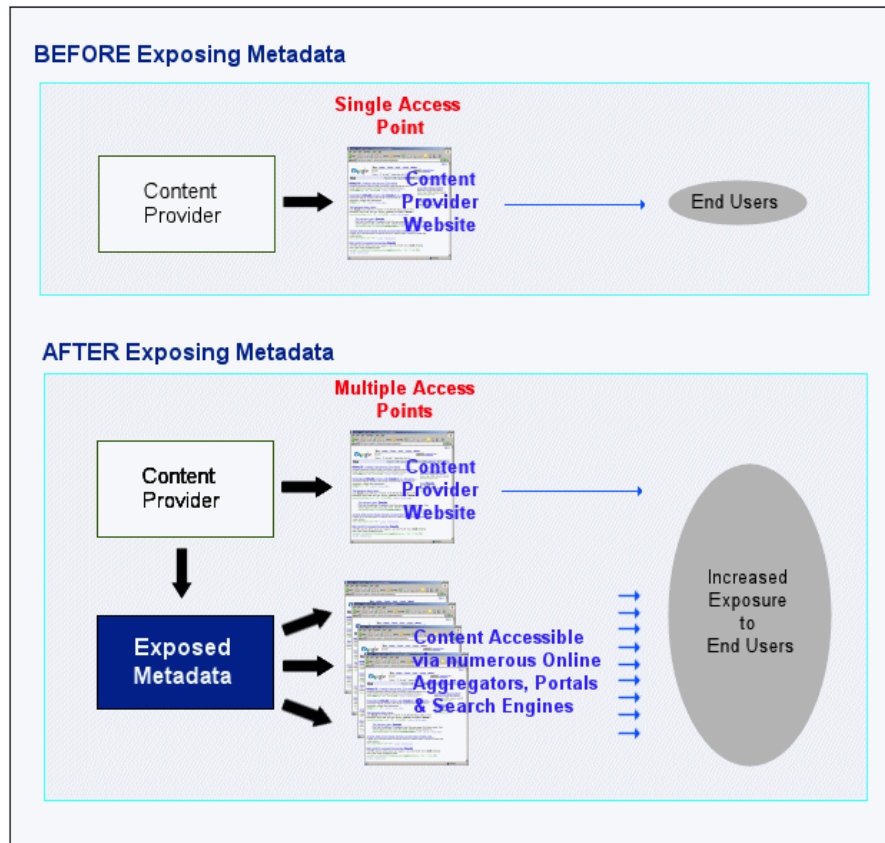 BEFORE Exposing Metadata
Single Access
Point
Content
Provider
Content
Provider
Website
End Users
AFTER Exposing Metadata
Multiple Access
Points
Content
Provider
Content
Provider
Website
Exposed
Metadata
Content Accessible
via numerous Online
Aggregators, Portals
& Search Engines
Increased
Exposure
to
End Users